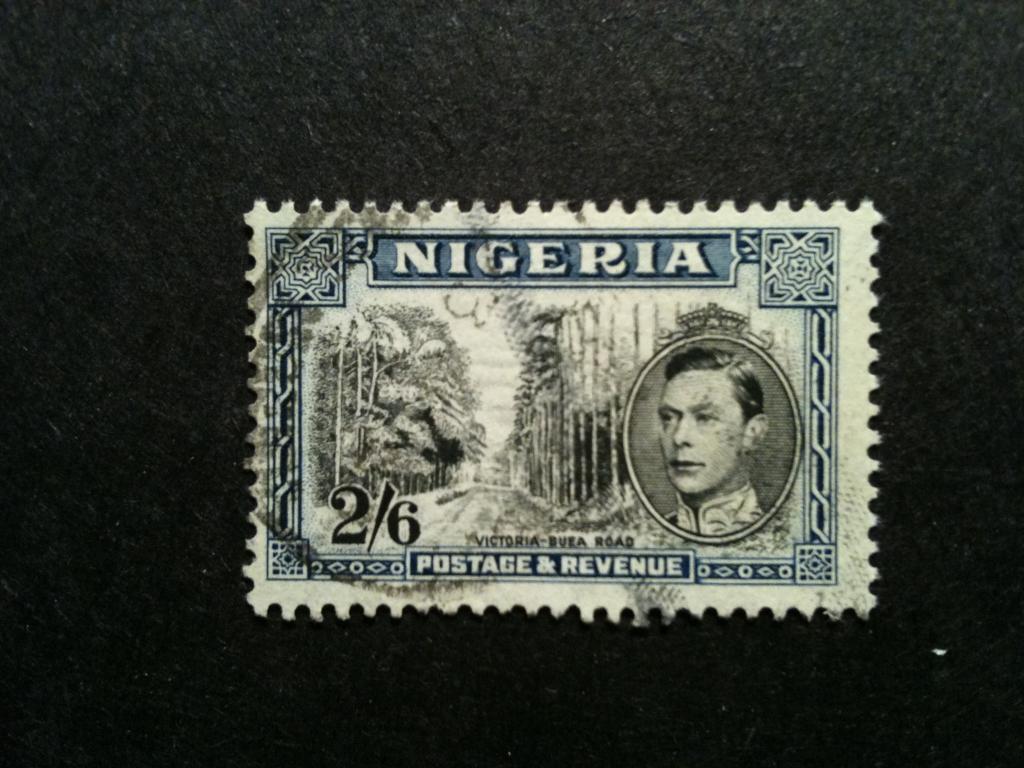 NIGERIA
2/6
VICTORIA-BUEA ROAD
POSTAGE & REVENUE